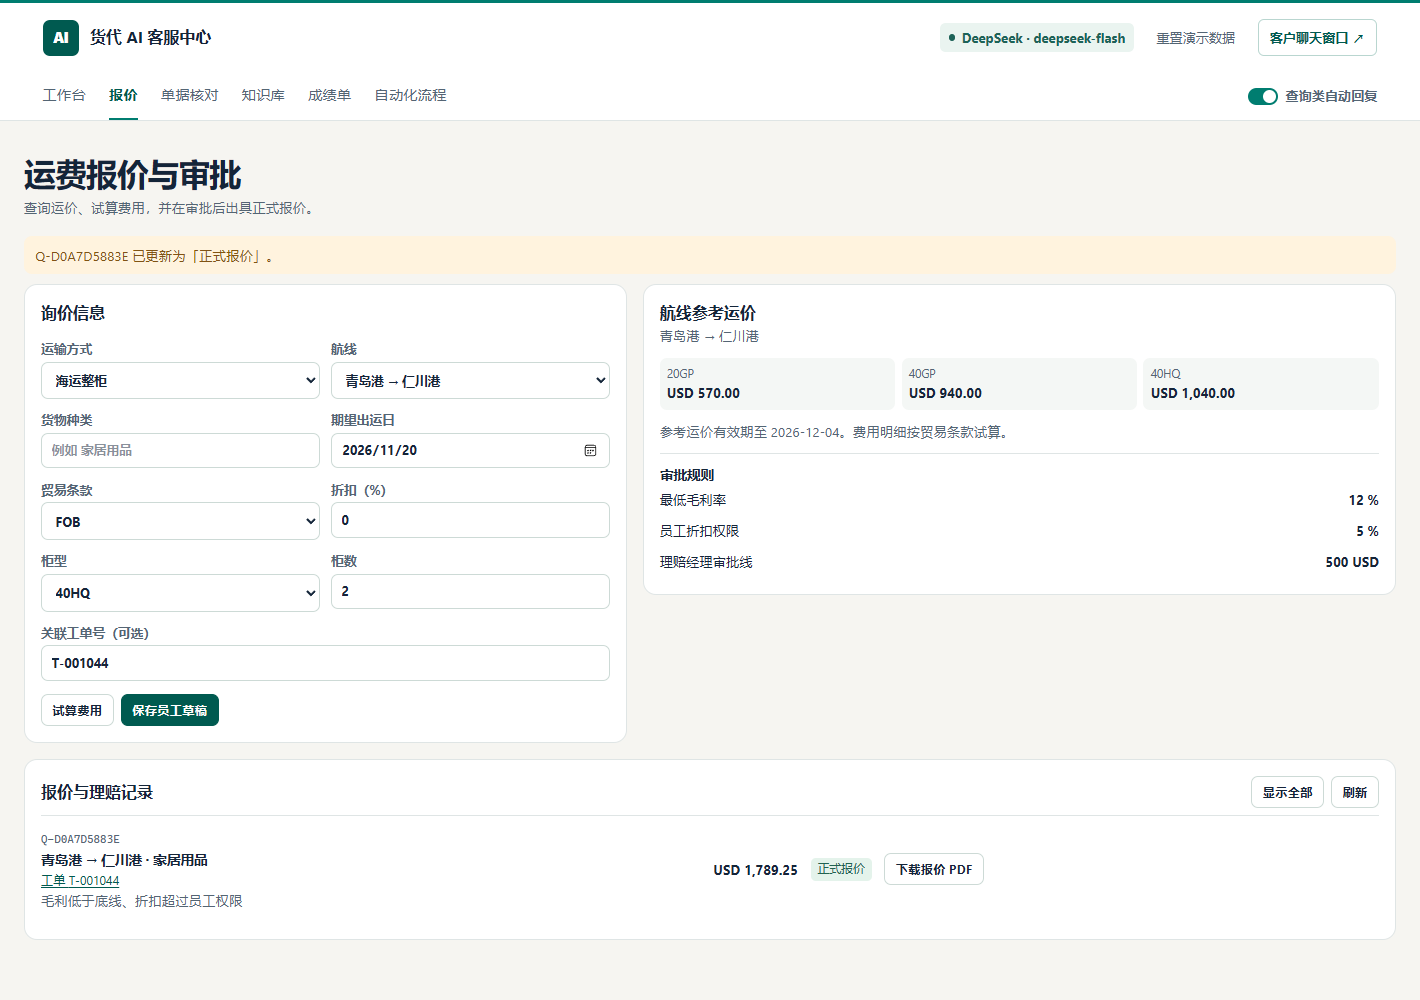 AI 货代 AI 客服中心
DeepSeek · deepseek-flash
重置演示数据
客户聊天窗口 ↗
工作台 报价 单据核对 知识库 成绩单 自动化流程
查询类自动回复
运费报价与审批
查询运价、试算费用，并在审批后出具正式报价。
Q-D0A7D5883E 已更新为「正式报价」。
询价信息
运输方式
海运整柜
航线
青岛港 → 仁川港
货物种类
例如 家居用品
期望出运日
2026/11/20
贸易条款
FOB
折扣（%）
0
柜型
40HQ
柜数
2
关联工单号（可选）
T-001044
试算费用
保存员工草稿
航线参考运价
青岛港 → 仁川港
20GP
USD 570.00
40GP
USD 940.00
40HQ
USD 1,040.00
参考运价有效期至 2026-12-04。费用明细按贸易条款试算。
审批规则
最低毛利率 12 %
员工折扣权限 5 %
理赔经理审批线 500 USD
报价与理赔记录
显示全部
刷新
Q-D0A7D5883E
青岛港 → 仁川港 · 家居用品
工单 T-001044
毛利低于底线、折扣超过员工权限
USD 1,789.25
正式报价
下载报价 PDF